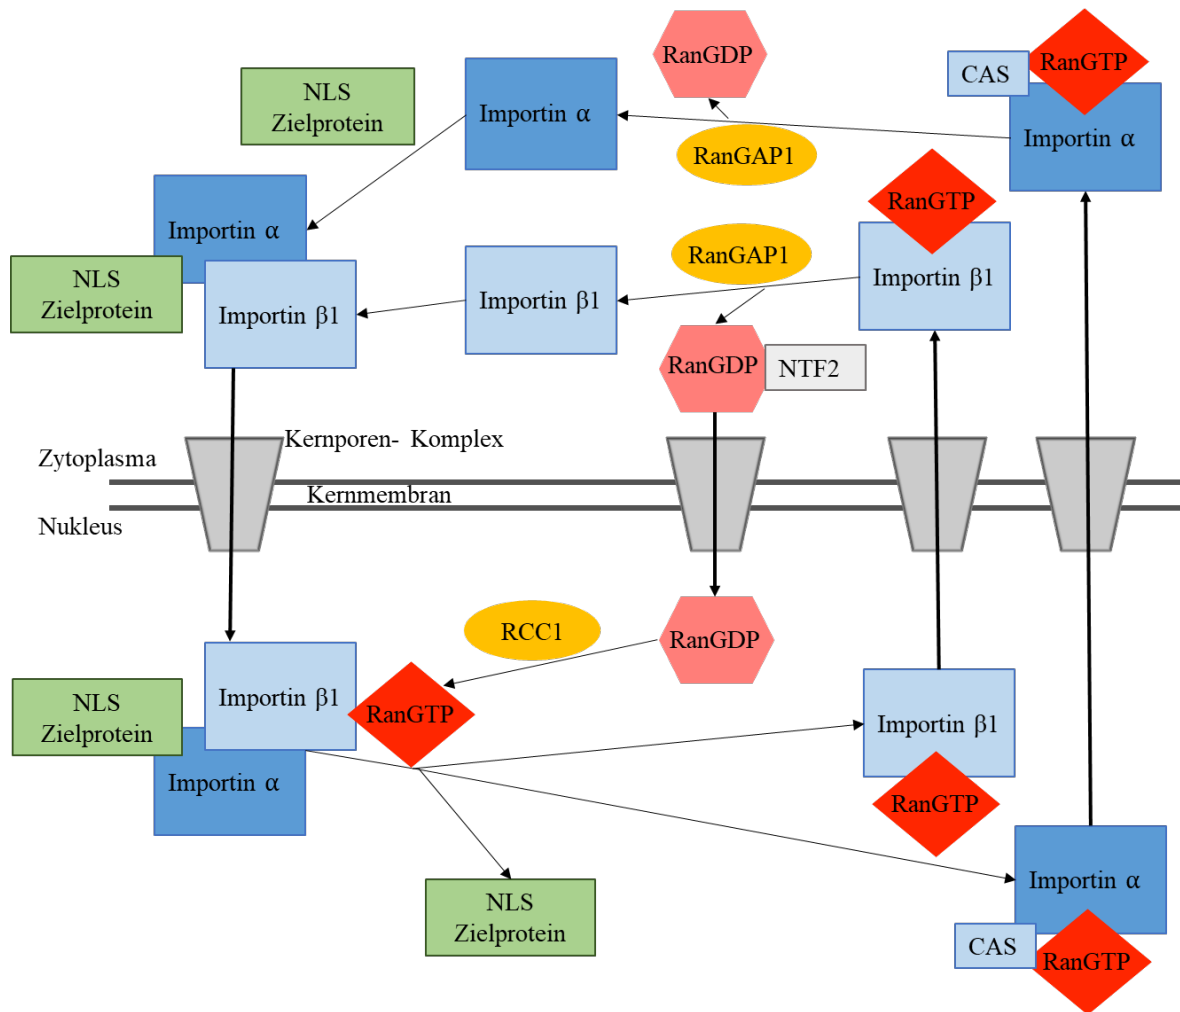 RanGDP
RanGTP
CAS
NLS
Zielprotein
Importin α
Importin α
RanGAP1
RanGTP
Importin α
RanGAP1
NLS
Zielprotein
Importin β1
Importin β1
Importin β1
RanGDP
NTF2
Kernporen- Komplex
Zytoplasma
Kernmembran
Nukleus
RCC1
RanGDP
NLS
Zielprotein
Importin β1
RanGTP
Importin β1
Importin α
RanGTP
NLS
Zielprotein
Importin α
CAS
RanGTP